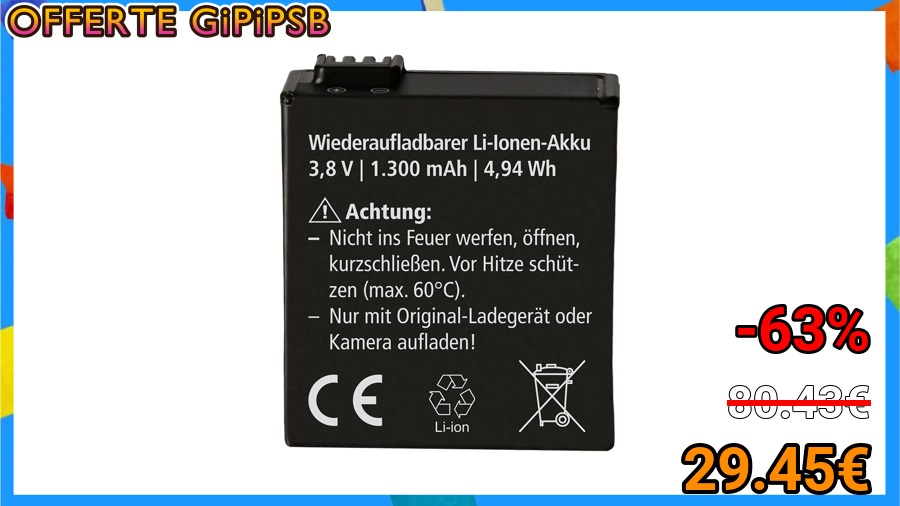 OFFERTE GiPiPSB
Wiederaufladbarer Li-Ionen-Akku
3,8 V | 1.300 mAh | 4,94 Wh
Achtung:
– Nicht ins Feuer werfen, öffnen,
kurzschließen. Vor Hitze schüt-
zen (max. 60°C).
– Nur mit Original-Ladegerät oder
Kamera aufladen!
CE
Li-ion
-63%
80.43€
29.45€